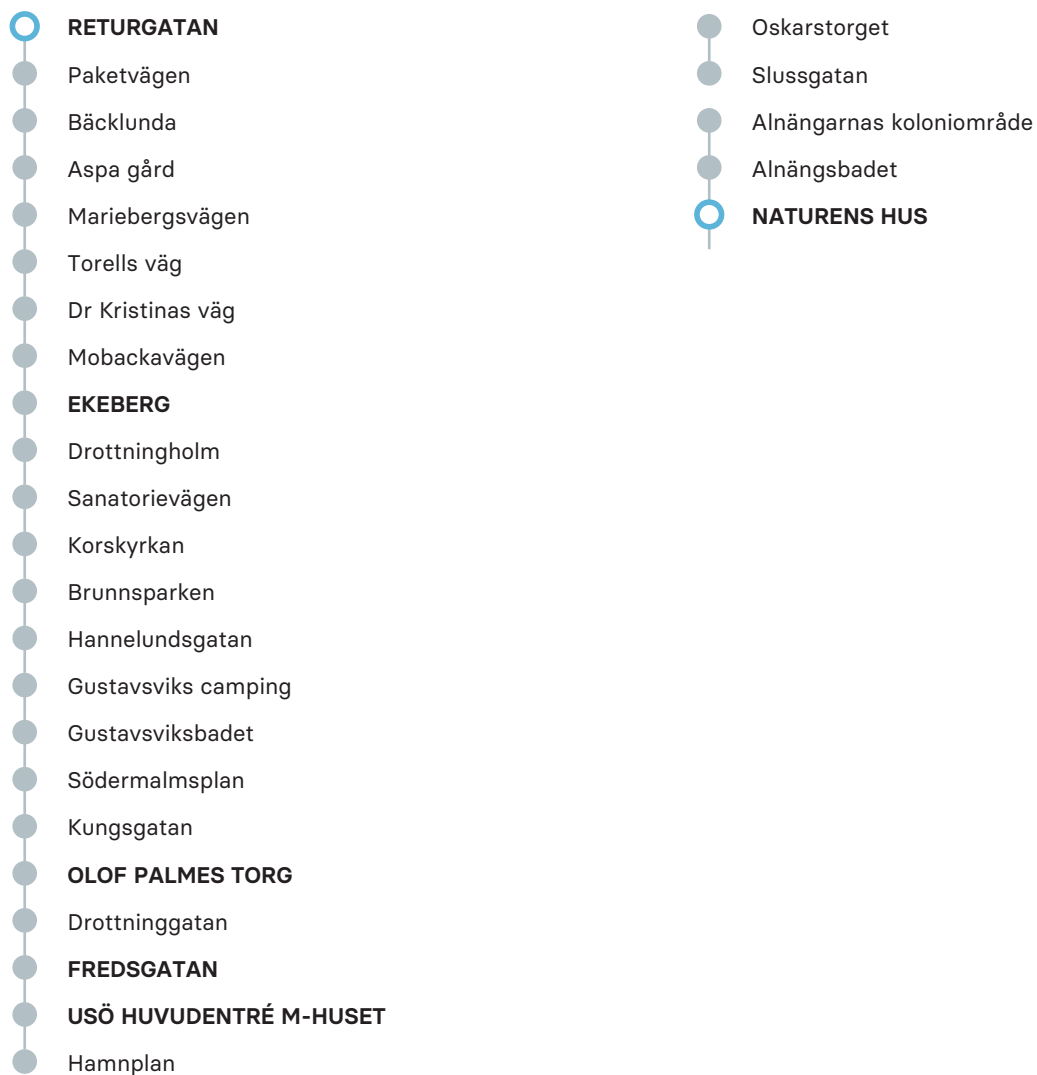 RETURGATAN
Paketvägen
Bäcklunda
Aspa gård
Mariebergsvägen
Torells väg
Dr Kristinas väg
Mobackavägen
EKEBERG
Drottningholm
Sanatorievägen
Korskyrkan
Brunnsparken
Hannelundsgatan
Gustavsviks camping
Gustavsviksbadet
Södermalmsplan
Kungsgatan
OLOF PALMES TORG
Drottninggatan
FREDSGATAN
USÖ HUVUDENTRÉ M-HUSET
Hamnplan
Oskarstorget
Slussgatan
Alnängarnas koloniområde
Alnängsbadet
NATURENS HUS